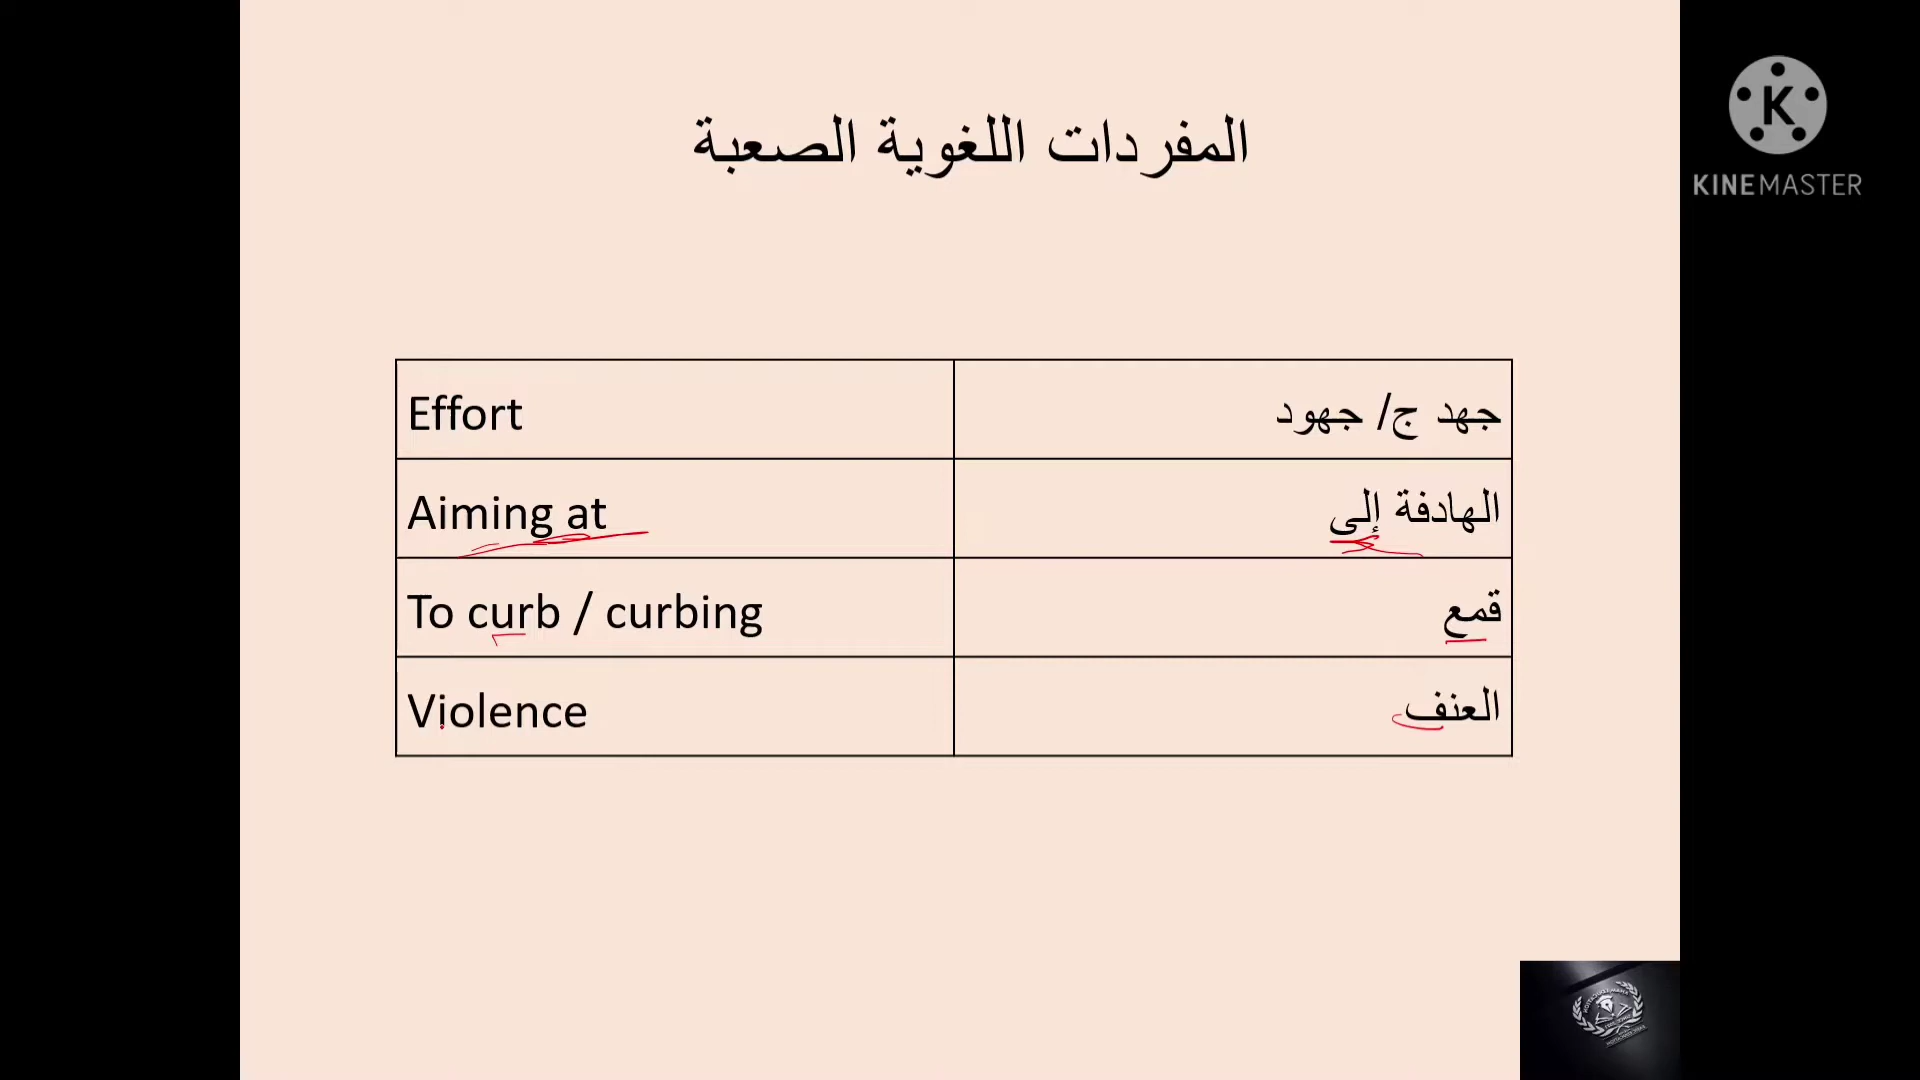 المفردات اللغوية الصعبة
Effort
جهد ج/ جهود
Aiming at
الهادفة إلى
To curb / curbing
قمع
Violence
العنف
K
KINEMASTER